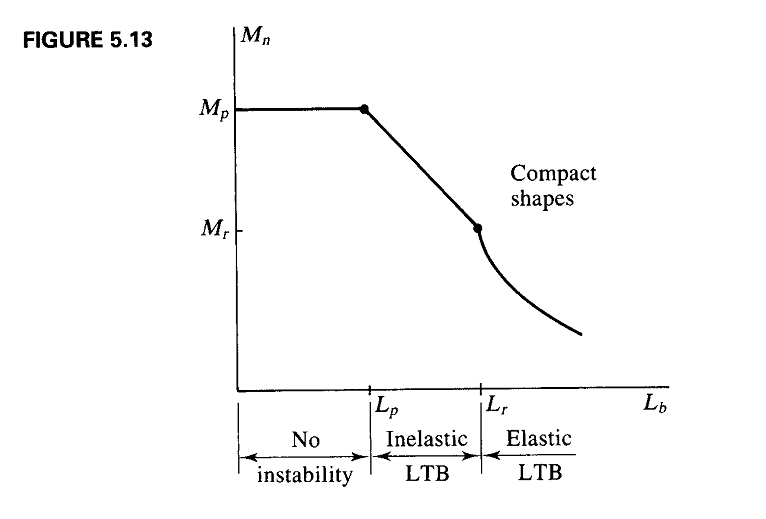 FIGURE 5.13
Mn
Mp
Compact
shapes
Mr
Lp
Lr
Lb
No
instability
Inelastic
LTB
Elastic
LTB